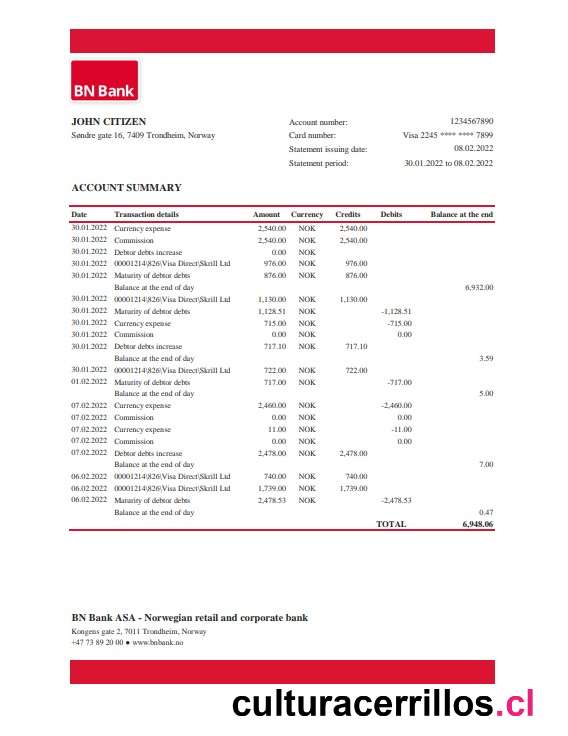 BN Bank
JOHN CITIZEN
Søndre gate 16, 7409 Trondheim, Norway
Account number: 1234567890
Card number: Visa 2245 **** **** 7899
Statement issuing date: 08.02.2022
Statement period: 30.01.2022 to 08.02.2022
ACCOUNT SUMMARY
Date Transaction details Amount Currency Credits Debits Balance at the end
30.01.2022 Currency expense 2,540.00 NOK 2,540.00
30.01.2022 Commission 2,540.00 NOK 2,540.00
30.01.2022 Debtor debts increase 0.00 NOK
30.01.2022 00001214\826\Visa Direct\Skrill Ltd 976.00 NOK 976.00
30.01.2022 Maturity of debtor debts 876.00 NOK 876.00
Balance at the end of day 6,932.00
30.01.2022 00001214\826\Visa Direct\Skrill Ltd 1,130.00 NOK 1,130.00
30.01.2022 Maturity of debtor debts 1,128.51 NOK -1,128.51
30.01.2022 Currency expense 715.00 NOK -715.00
30.01.2022 Commission 0.00 NOK 0.00
30.01.2022 Debtor debts increase 717.10 NOK 717.10
Balance at the end of day 3.59
30.01.2022 00001214\826\Visa Direct\Skrill Ltd 722.00 NOK 722.00
01.02.2022 Maturity of debtor debts 717.00 NOK -717.00
Balance at the end of day 5.00
07.02.2022 Currency expense 2,460.00 NOK -2,460.00
07.02.2022 Commission 0.00 NOK 0.00
07.02.2022 Currency expense 11.00 NOK -11.00
07.02.2022 Commission 0.00 NOK 0.00
07.02.2022 Debtor debts increase 2,478.00 NOK 2,478.00
Balance at the end of day 7.00
06.02.2022 00001214\826\Visa Direct\Skrill Ltd 740.00 NOK 740.00
06.02.2022 00001214\826\Visa Direct\Skrill Ltd 1,739.00 NOK 1,739.00
06.02.2022 Maturity of debtor debts 2,478.53 NOK -2,478.53
Balance at the end of day 0.47
TOTAL 6,948.06
BN Bank ASA - Norwegian retail and corporate bank
Kongens gate 2, 7011 Trondheim, Norway
+47 73 89 20 00 ● www.bnbank.no
culturacerrillos.cl